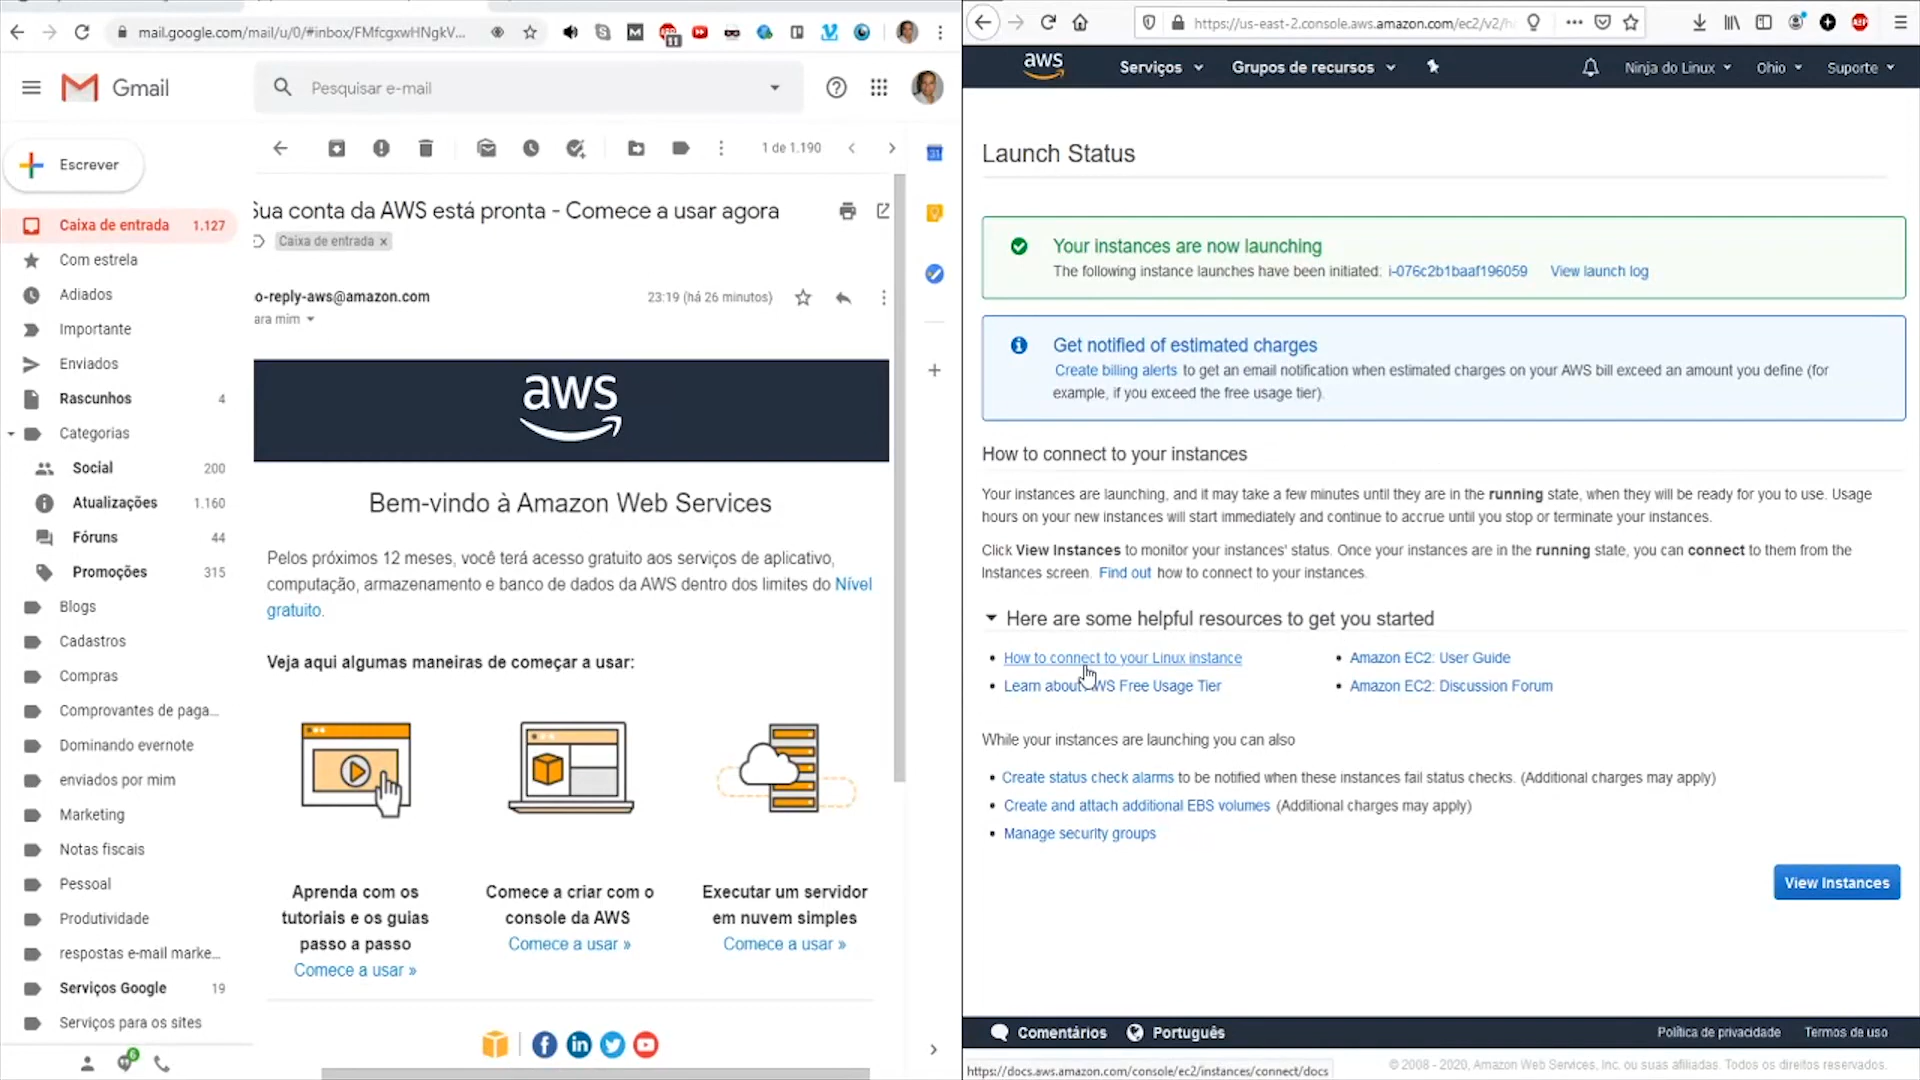 mail.google.com/mail/u/0/#inbox/FMfcgxwHNgkV...
11
Gmail
Pesquisar e-mail
Escrever
1 de 1.190
Caixa de entrada 1.127
Com estrela
Adiados
Importante
Enviados
Rascunhos 4
Categorias
Social 200
Atualizações 1.160
Fóruns 44
Promoções 315
Blogs
Cadastros
Compras
Comprovantes de paga...
Dominando evernote
enviados por mim
Marketing
Notas fiscais
Pessoal
Produtividade
respostas e-mail marke...
Serviços Google 19
Serviços para os sites
6
Sua conta da AWS está pronta - Comece a usar agora
Caixa de entrada x
o-reply-aws@amazon.com
23:19 (há 26 minutos)
ara mim
aws
Bem-vindo à Amazon Web Services
Pelos próximos 12 meses, você terá acesso gratuito aos serviços de aplicativo,
computação, armazenamento e banco de dados da AWS dentro dos limites do Nível
gratuito.
Veja aqui algumas maneiras de começar a usar:
Aprenda com os
tutoriais e os guias
passo a passo
Comece a usar »
Comece a criar com o
console da AWS
Comece a usar »
Executar um servidor
em nuvem simples
Comece a usar »
31
https://us-east-2.console.aws.amazon.com/ec2/v2/h
aws
Serviços
Grupos de recursos
Ninja do Linux
Ohio
Suporte
Launch Status
Your instances are now launching
The following instance launches have been initiated: i-076c2b1baaf196059 View launch log
Get notified of estimated charges
Create billing alerts to get an email notification when estimated charges on your AWS bill exceed an amount you define (for
example, if you exceed the free usage tier).
How to connect to your instances
Your instances are launching, and it may take a few minutes until they are in the running state, when they will be ready for you to use. Usage
hours on your new instances will start immediately and continue to accrue until you stop or terminate your instances.
Click View Instances to monitor your instances' status. Once your instances are in the running state, you can connect to them from the
Instances screen. Find out how to connect to your instances.
Here are some helpful resources to get you started
• How to connect to your Linux instance
• Amazon EC2: User Guide
• Learn about AWS Free Usage Tier
• Amazon EC2: Discussion Forum
While your instances are launching you can also
• Create status check alarms to be notified when these instances fail status checks. (Additional charges may apply)
• Create and attach additional EBS volumes (Additional charges may apply)
• Manage security groups
View Instances
Comentários
Português
Política de privacidade
Termos de uso
https://docs.aws.amazon.com/console/ec2/instances/connect/docs
© 2008 - 2020, Amazon Web Services, Inc. ou suas afiliadas. Todos os direitos reservados.